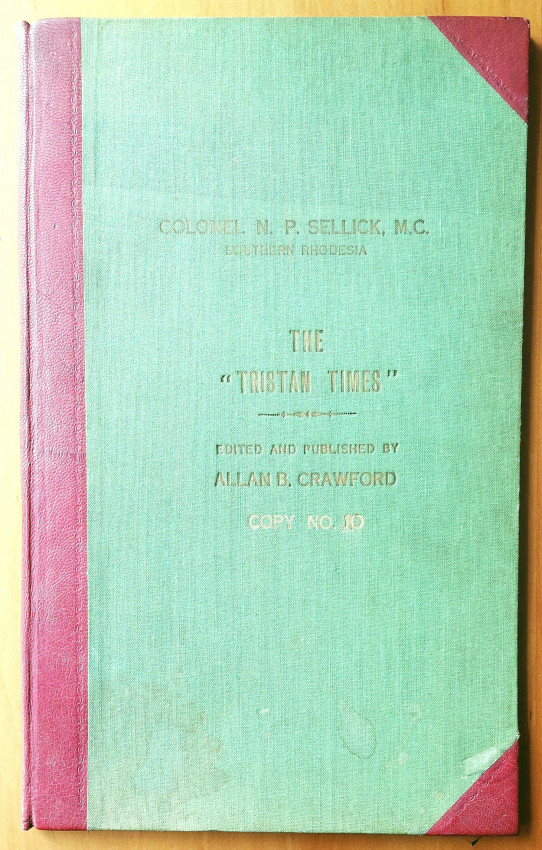 COLONEL N. P. SELLICK, M.C.
SOUTHERN RHODESIA
THE
"TRISTAN TIMES"
EDITED AND PUBLISHED BY
ALLAN B. CRAWFORD
COPY NO. 10